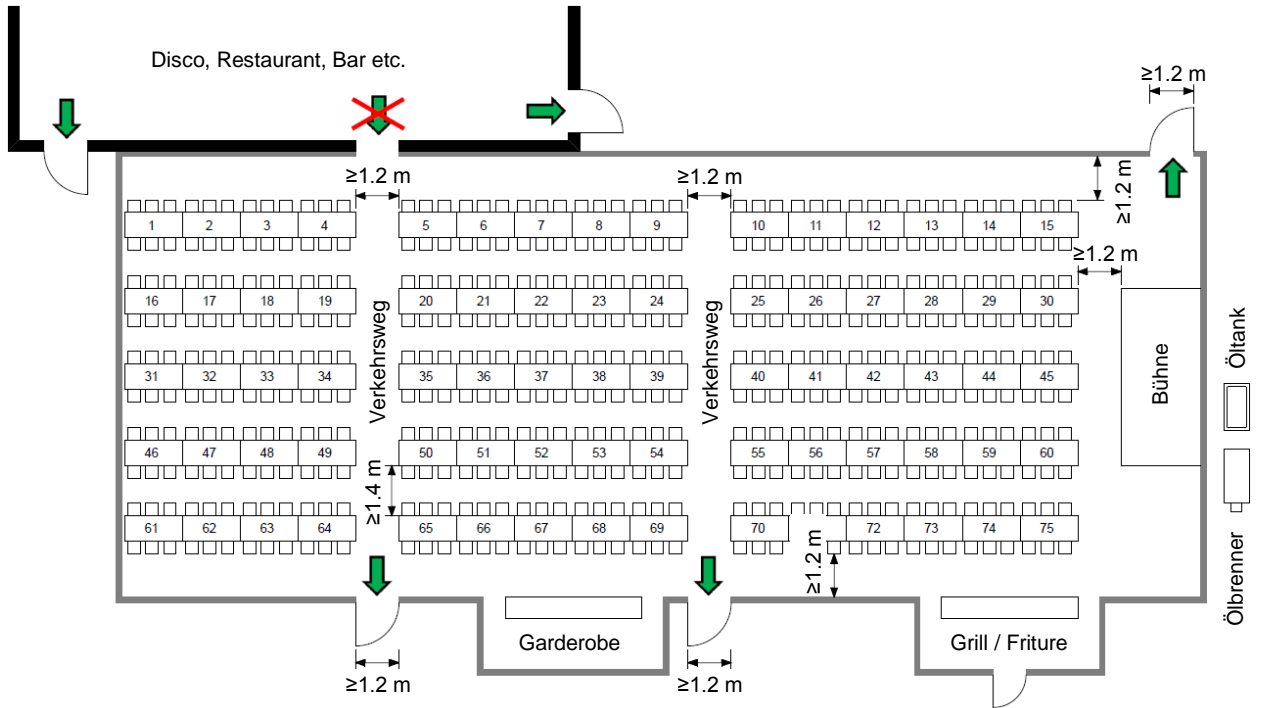 Disco, Restaurant, Bar etc.
≥1.2 m
≥1.2 m
≥1.2 m
≥1.2 m
1 2 3 4 5 6 7 8 9 10 11 12 13 14 15
≥1.2 m
16 17 18 19 20 21 22 23 24 25 26 27 28 29 30
Verkehrsweg
Verkehrsweg
Bühne
Öltank
31 32 33 34 35 36 37 38 39 40 41 42 43 44 45
46 47 48 49 50 51 52 53 54 55 56 57 58 59 60
≥1.4 m
61 62 63 64 65 66 67 68 69 70 72 73 74 75
≥1.2 m
Ölbrenner
Garderobe
Grill / Friture
≥1.2 m
≥1.2 m